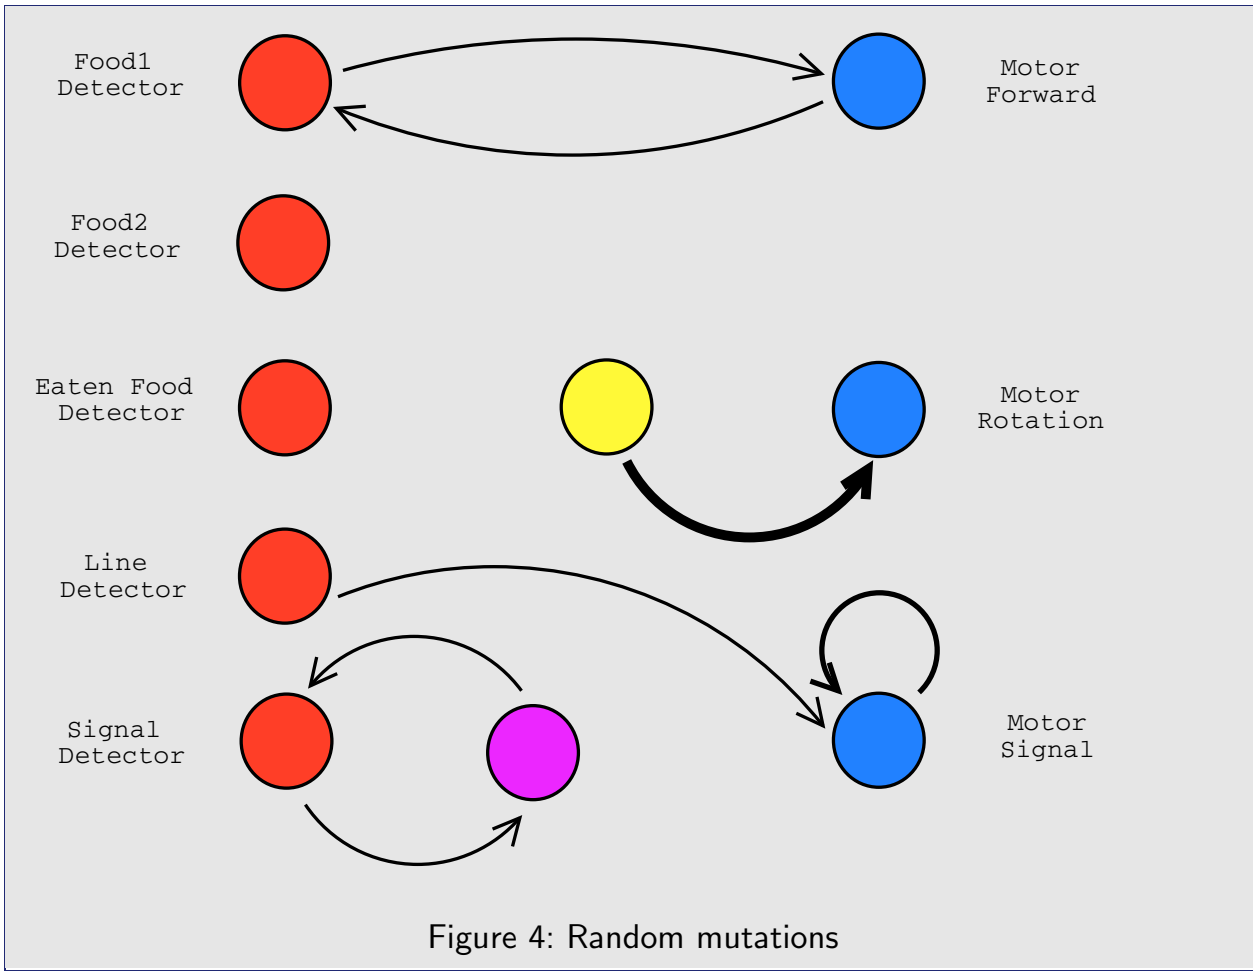 Food1
Detector
Motor
Forward
Food2
Detector
Eaten Food
Detector
Motor
Rotation
Line
Detector
Signal
Detector
Motor
Signal
Figure 4: Random mutations